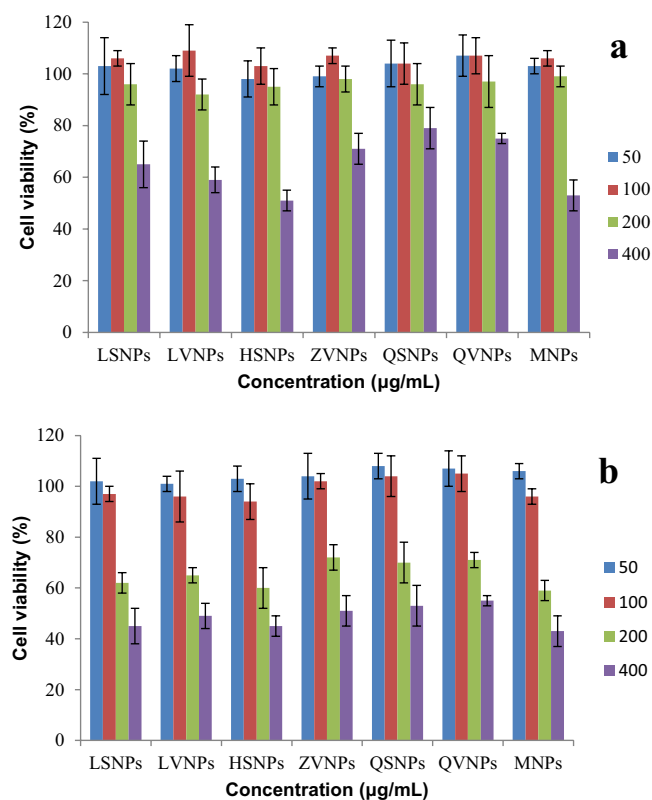 a
120
100
80
60
40
20
0
Cell viability (%)
50
100
200
400
LSNPs LVNPs HSNPs ZVNPs QSNPs QVNPs MNPs
Concentration (µg/mL)
b
120
100
80
60
40
20
0
Cell viability (%)
50
100
200
400
LSNPs LVNPs HSNPs ZVNPs QSNPs QVNPs MNPs
Concentration (µg/mL)